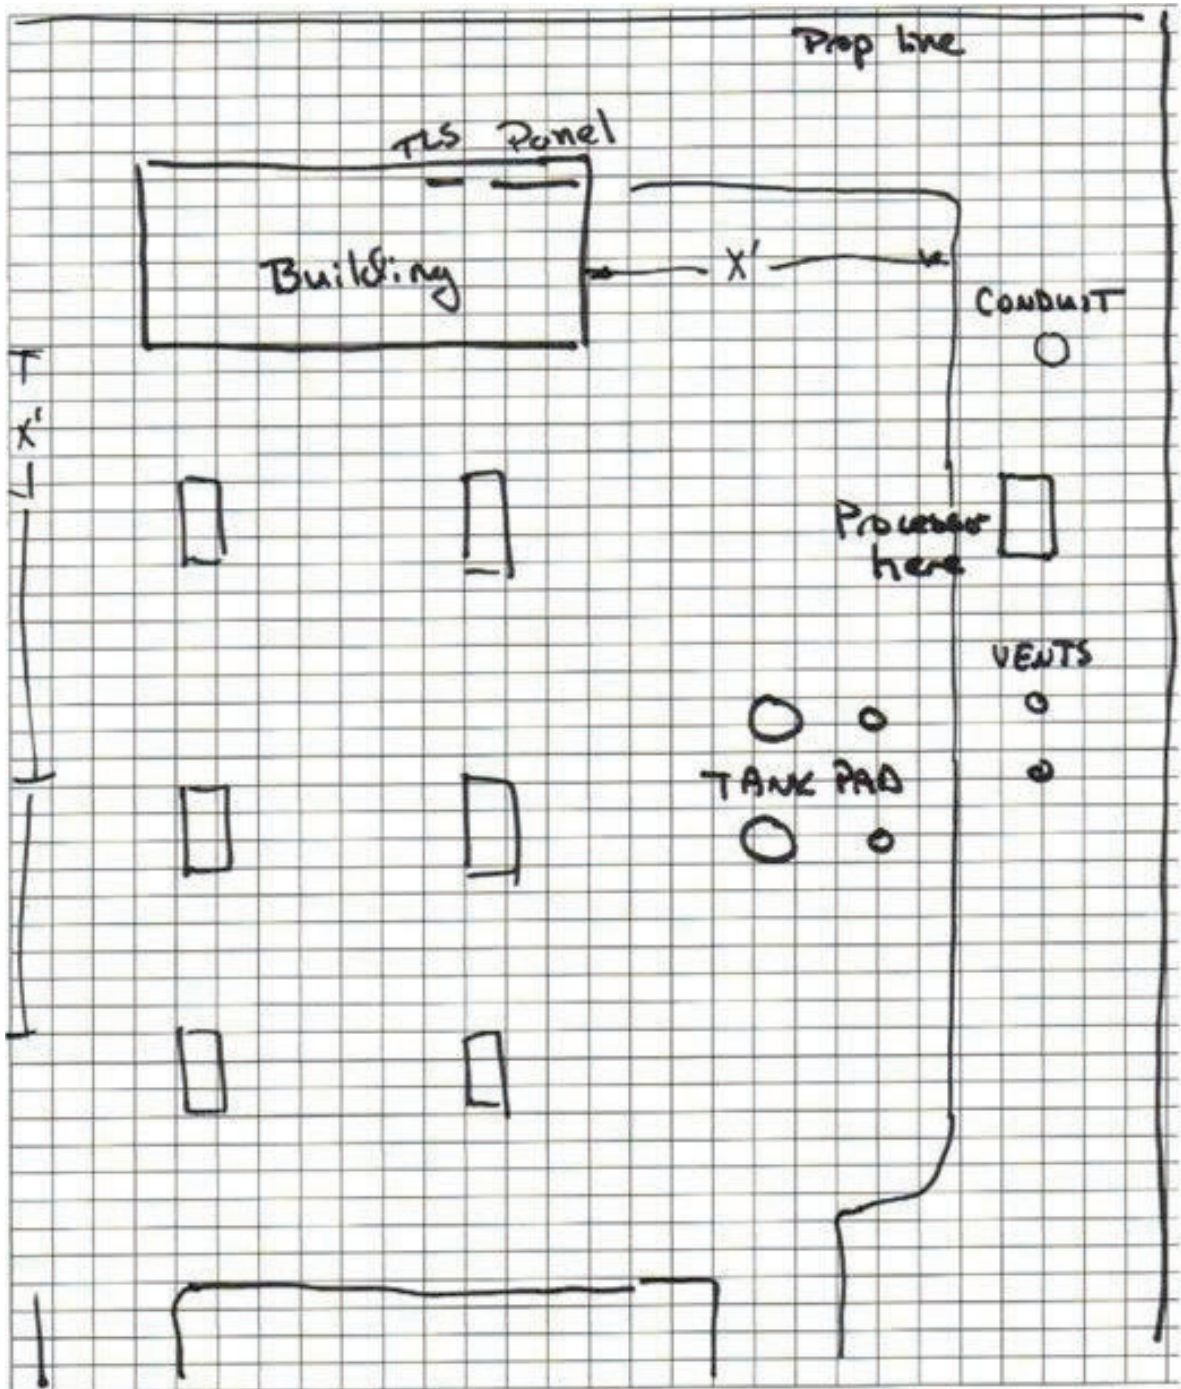 Prop line
TLS Panel
Building
X'
CONDUIT
X'
Processor
here
VENTS
TANK PAD